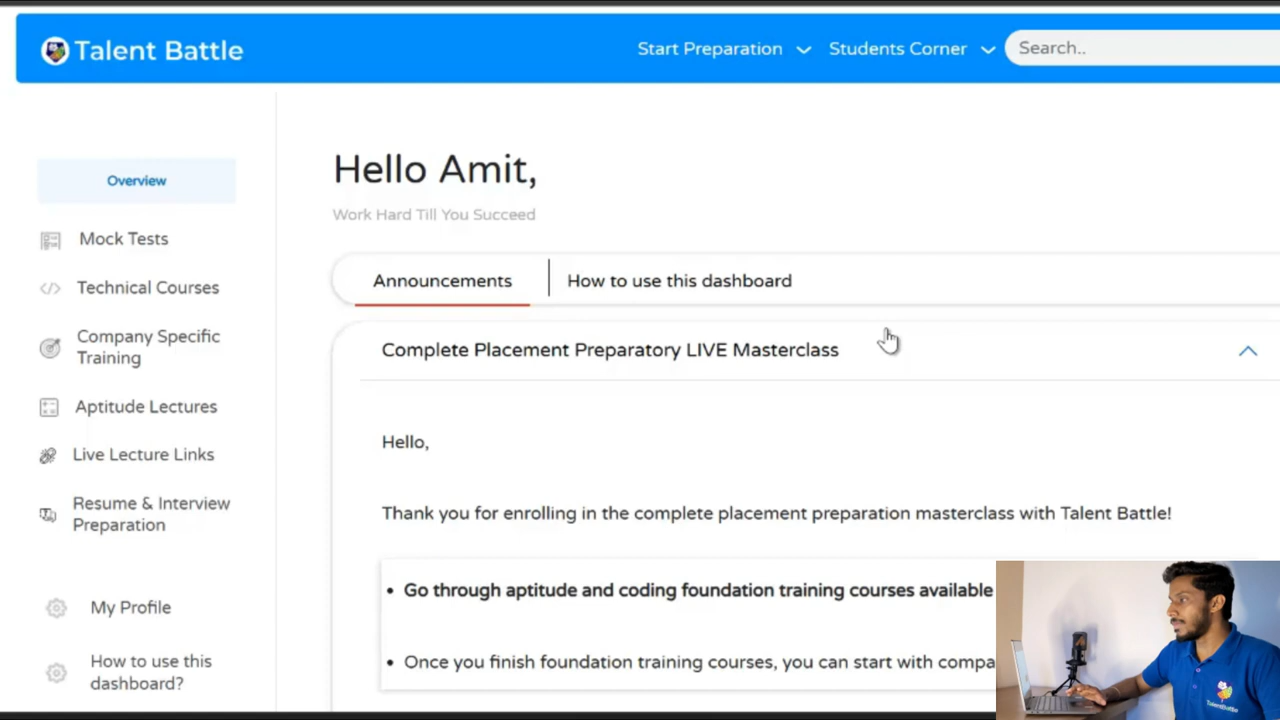 Talent Battle
Start Preparation
Students Corner
Search..
Overview
Mock Tests
Technical Courses
Company Specific
Training
Aptitude Lectures
Live Lecture Links
Resume & Interview
Preparation
My Profile
How to use this
dashboard?
Hello Amit,
Work Hard Till You Succeed
Announcements
How to use this dashboard
Complete Placement Preparatory LIVE Masterclass
Hello,
Thank you for enrolling in the complete placement preparation masterclass with Talent Battle!
• Go through aptitude and coding foundation training courses available
• Once you finish foundation training courses, you can start with compa
TalentBattle